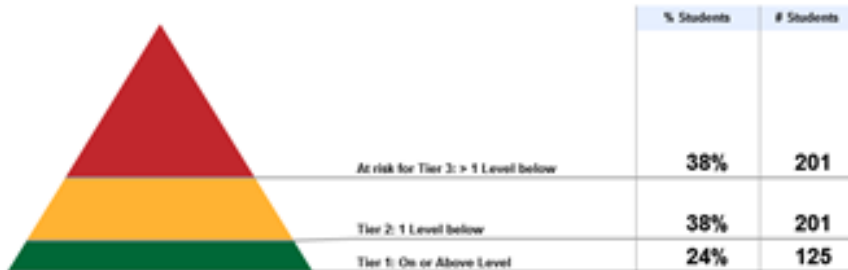 % Students # Students
At risk for Tier 3: > 1 Level below 38% 201
Tier 2: 1 Level below 38% 201
Tier 1: On or Above Level 24% 125